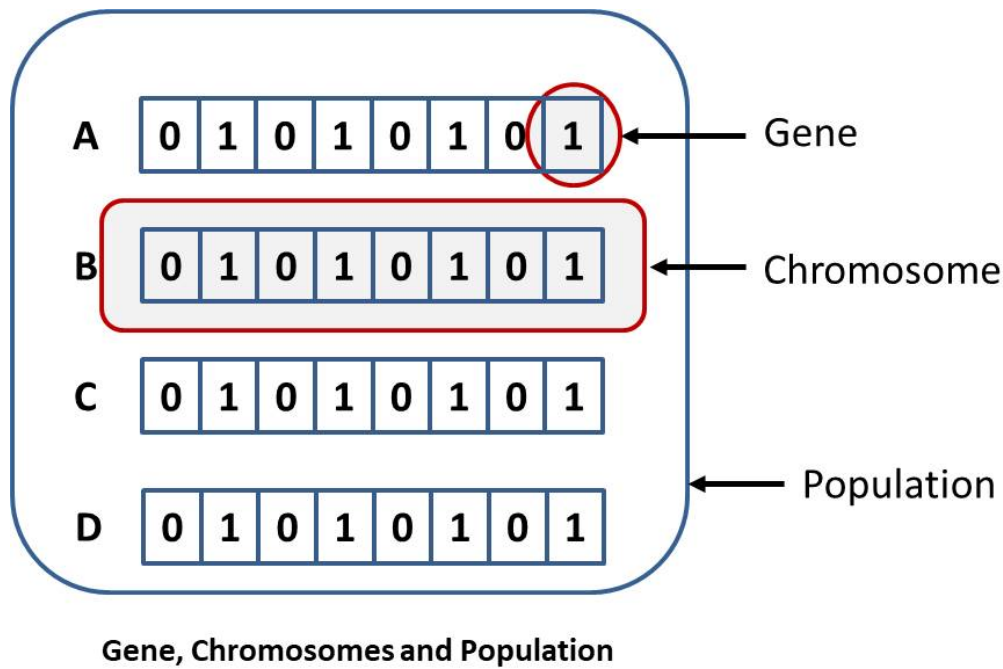 A 0 1 0 1 0 1 0 1 Gene
B 0 1 0 1 0 1 0 1 Chromosome
C 0 1 0 1 0 1 0 1
Population
D 0 1 0 1 0 1 0 1
Gene, Chromosomes and Population